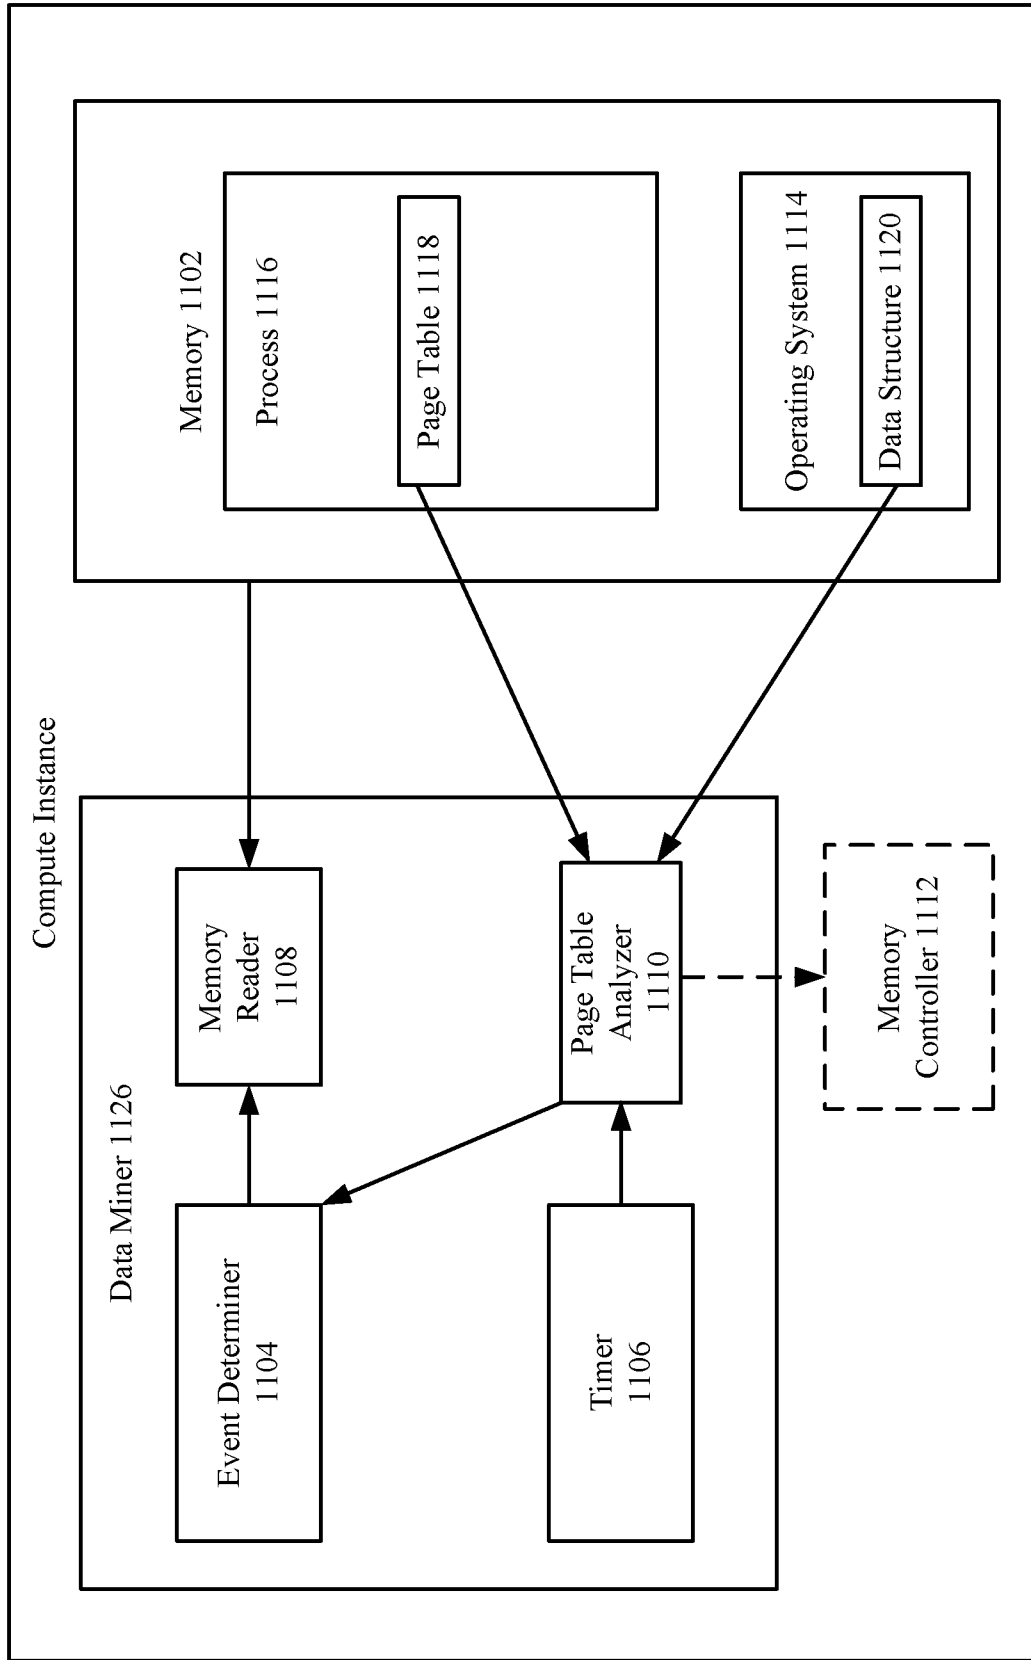 Compute Instance
Data Miner 1126
Event Determiner
1104
Memory
Reader
1108
Timer
1106
Page Table
Analyzer
1110
Memory
Controller 1112
Memory 1102
Process 1116
Page Table 1118
Operating System 1114
Data Structure 1120